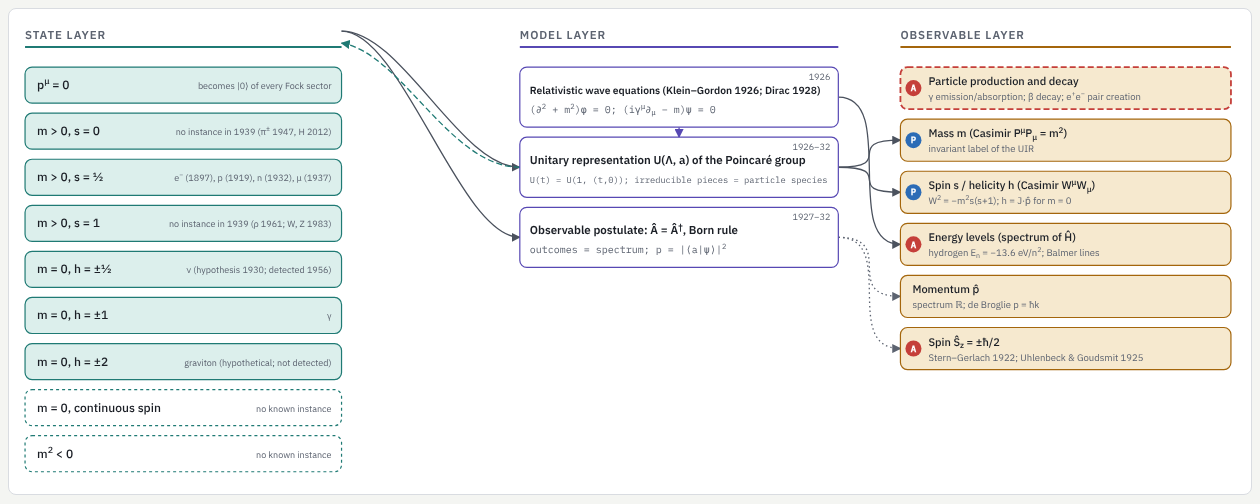 STATE LAYER
pᵘ = 0
becomes |0⟩ of every Fock sector
m > 0, s = 0
no instance in 1939 (π± 1947, H 2012)
m > 0, s = ½
e⁻ (1897), p (1919), n (1932), μ (1937)
m > 0, s = 1
no instance in 1939 (ρ 1961; W, Z 1983)
m = 0, h = ±½
ν (hypothesis 1930; detected 1956)
m = 0, h = ±1
γ
m = 0, h = ±2
graviton (hypothetical; not detected)
m = 0, continuous spin
no known instance
m² < 0
no known instance
MODEL LAYER
1926
Relativistic wave equations (Klein–Gordon 1926; Dirac 1928)
(∂² + m²)φ = 0; (iγᵘ∂μ − m)ψ = 0
1926–32
Unitary representation U(Λ, a) of the Poincaré group
U(t) = U(1, (t,0)); irreducible pieces = particle species
1927–32
Observable postulate: Â = Â†, Born rule
outcomes = spectrum; p = |⟨a|ψ⟩|²
OBSERVABLE LAYER
A
Particle production and decay
γ emission/absorption; β decay; e⁺e⁻ pair creation
P
Mass m (Casimir PᵘPμ = m²)
invariant label of the UIR
P
Spin s / helicity h (Casimir WᵘWμ)
W² = −m²s(s+1); h = J·p̂ for m = 0
A
Energy levels (spectrum of Ĥ)
hydrogen Eₙ = −13.6 eV/n²; Balmer lines
Momentum p̂
spectrum ℝ; de Broglie p = ħk
A
Spin Ŝz = ±ħ/2
Stern–Gerlach 1922; Uhlenbeck & Goudsmit 1925